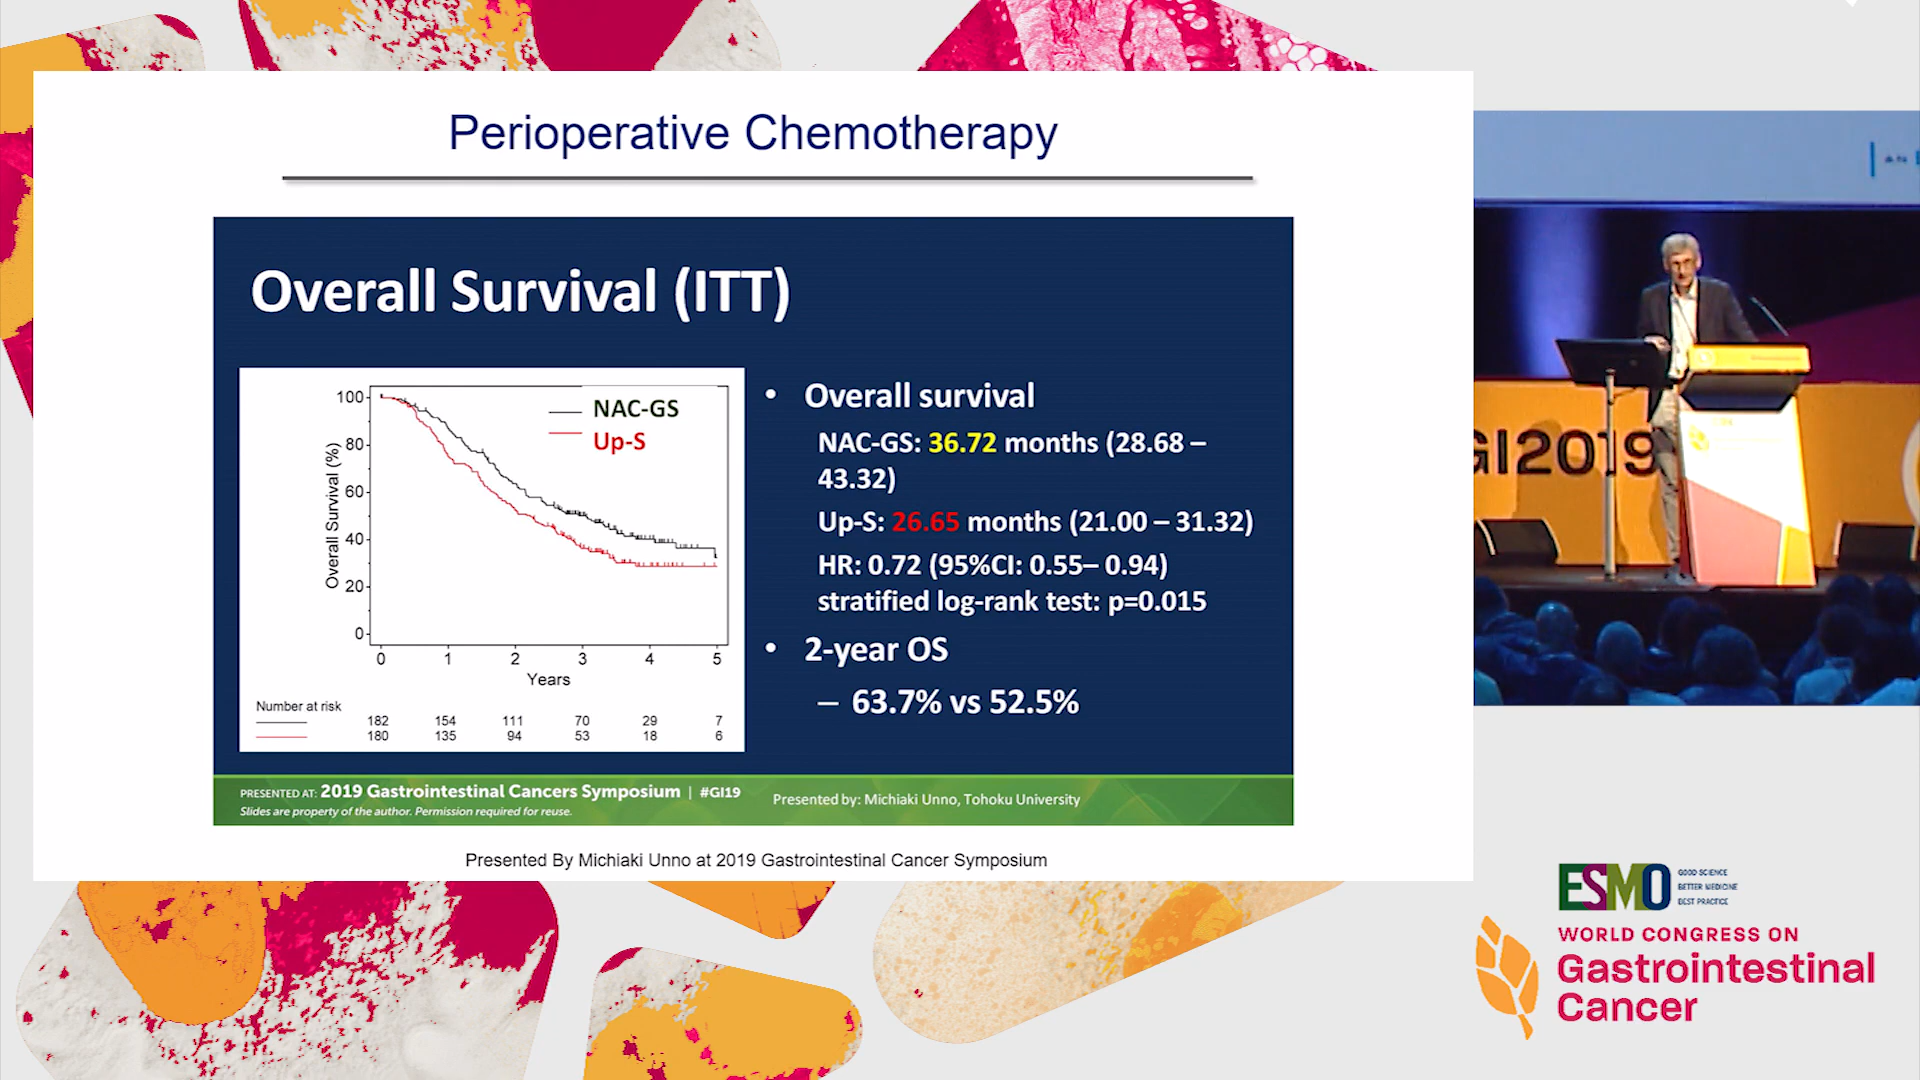 Perioperative Chemotherapy
Overall Survival (ITT)
100
80
60
40
20
0
Overall Survival (%)
NAC-GS
Up-S
0 1 2 3 4 5
Years
Number at risk
182 154 111 70 29 7
180 135 94 53 18 6
• Overall survival
NAC-GS: 36.72 months (28.68 –
43.32)
Up-S: 26.65 months (21.00 – 31.32)
HR: 0.72 (95%CI: 0.55– 0.94)
stratified log-rank test: p=0.015
• 2-year OS
– 63.7% vs 52.5%
PRESENTED AT: 2019 Gastrointestinal Cancers Symposium | #GI19
Slides are property of the author. Permission required for reuse.
Presented by: Michiaki Unno, Tohoku University
Presented By Michiaki Unno at 2019 Gastrointestinal Cancer Symposium
AN
GI2019
ESMO
GOOD SCIENCE
BETTER MEDICINE
BEST PRACTICE
WORLD CONGRESS ON
Gastrointestinal
Cancer